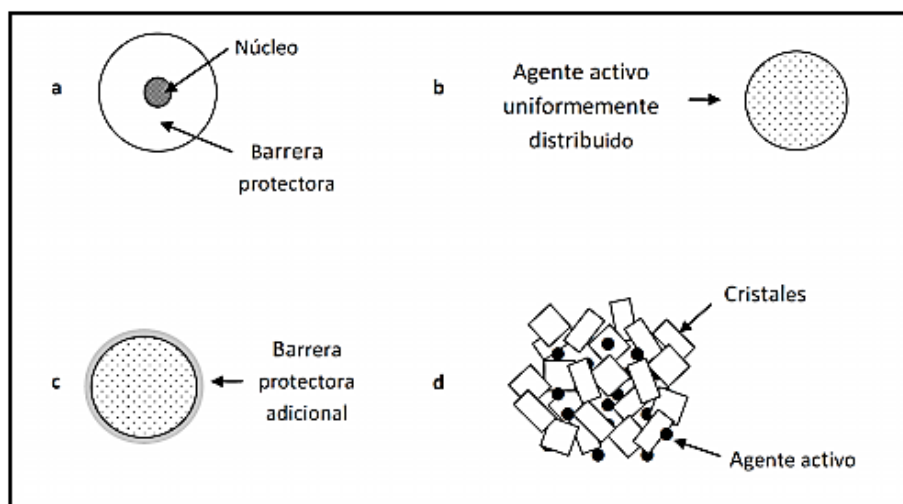 a
Núcleo
Barrera
protectora
b
Agente activo
uniformemente
distribuido
c
Barrera
protectora
adicional
d
Cristales
Agente activo